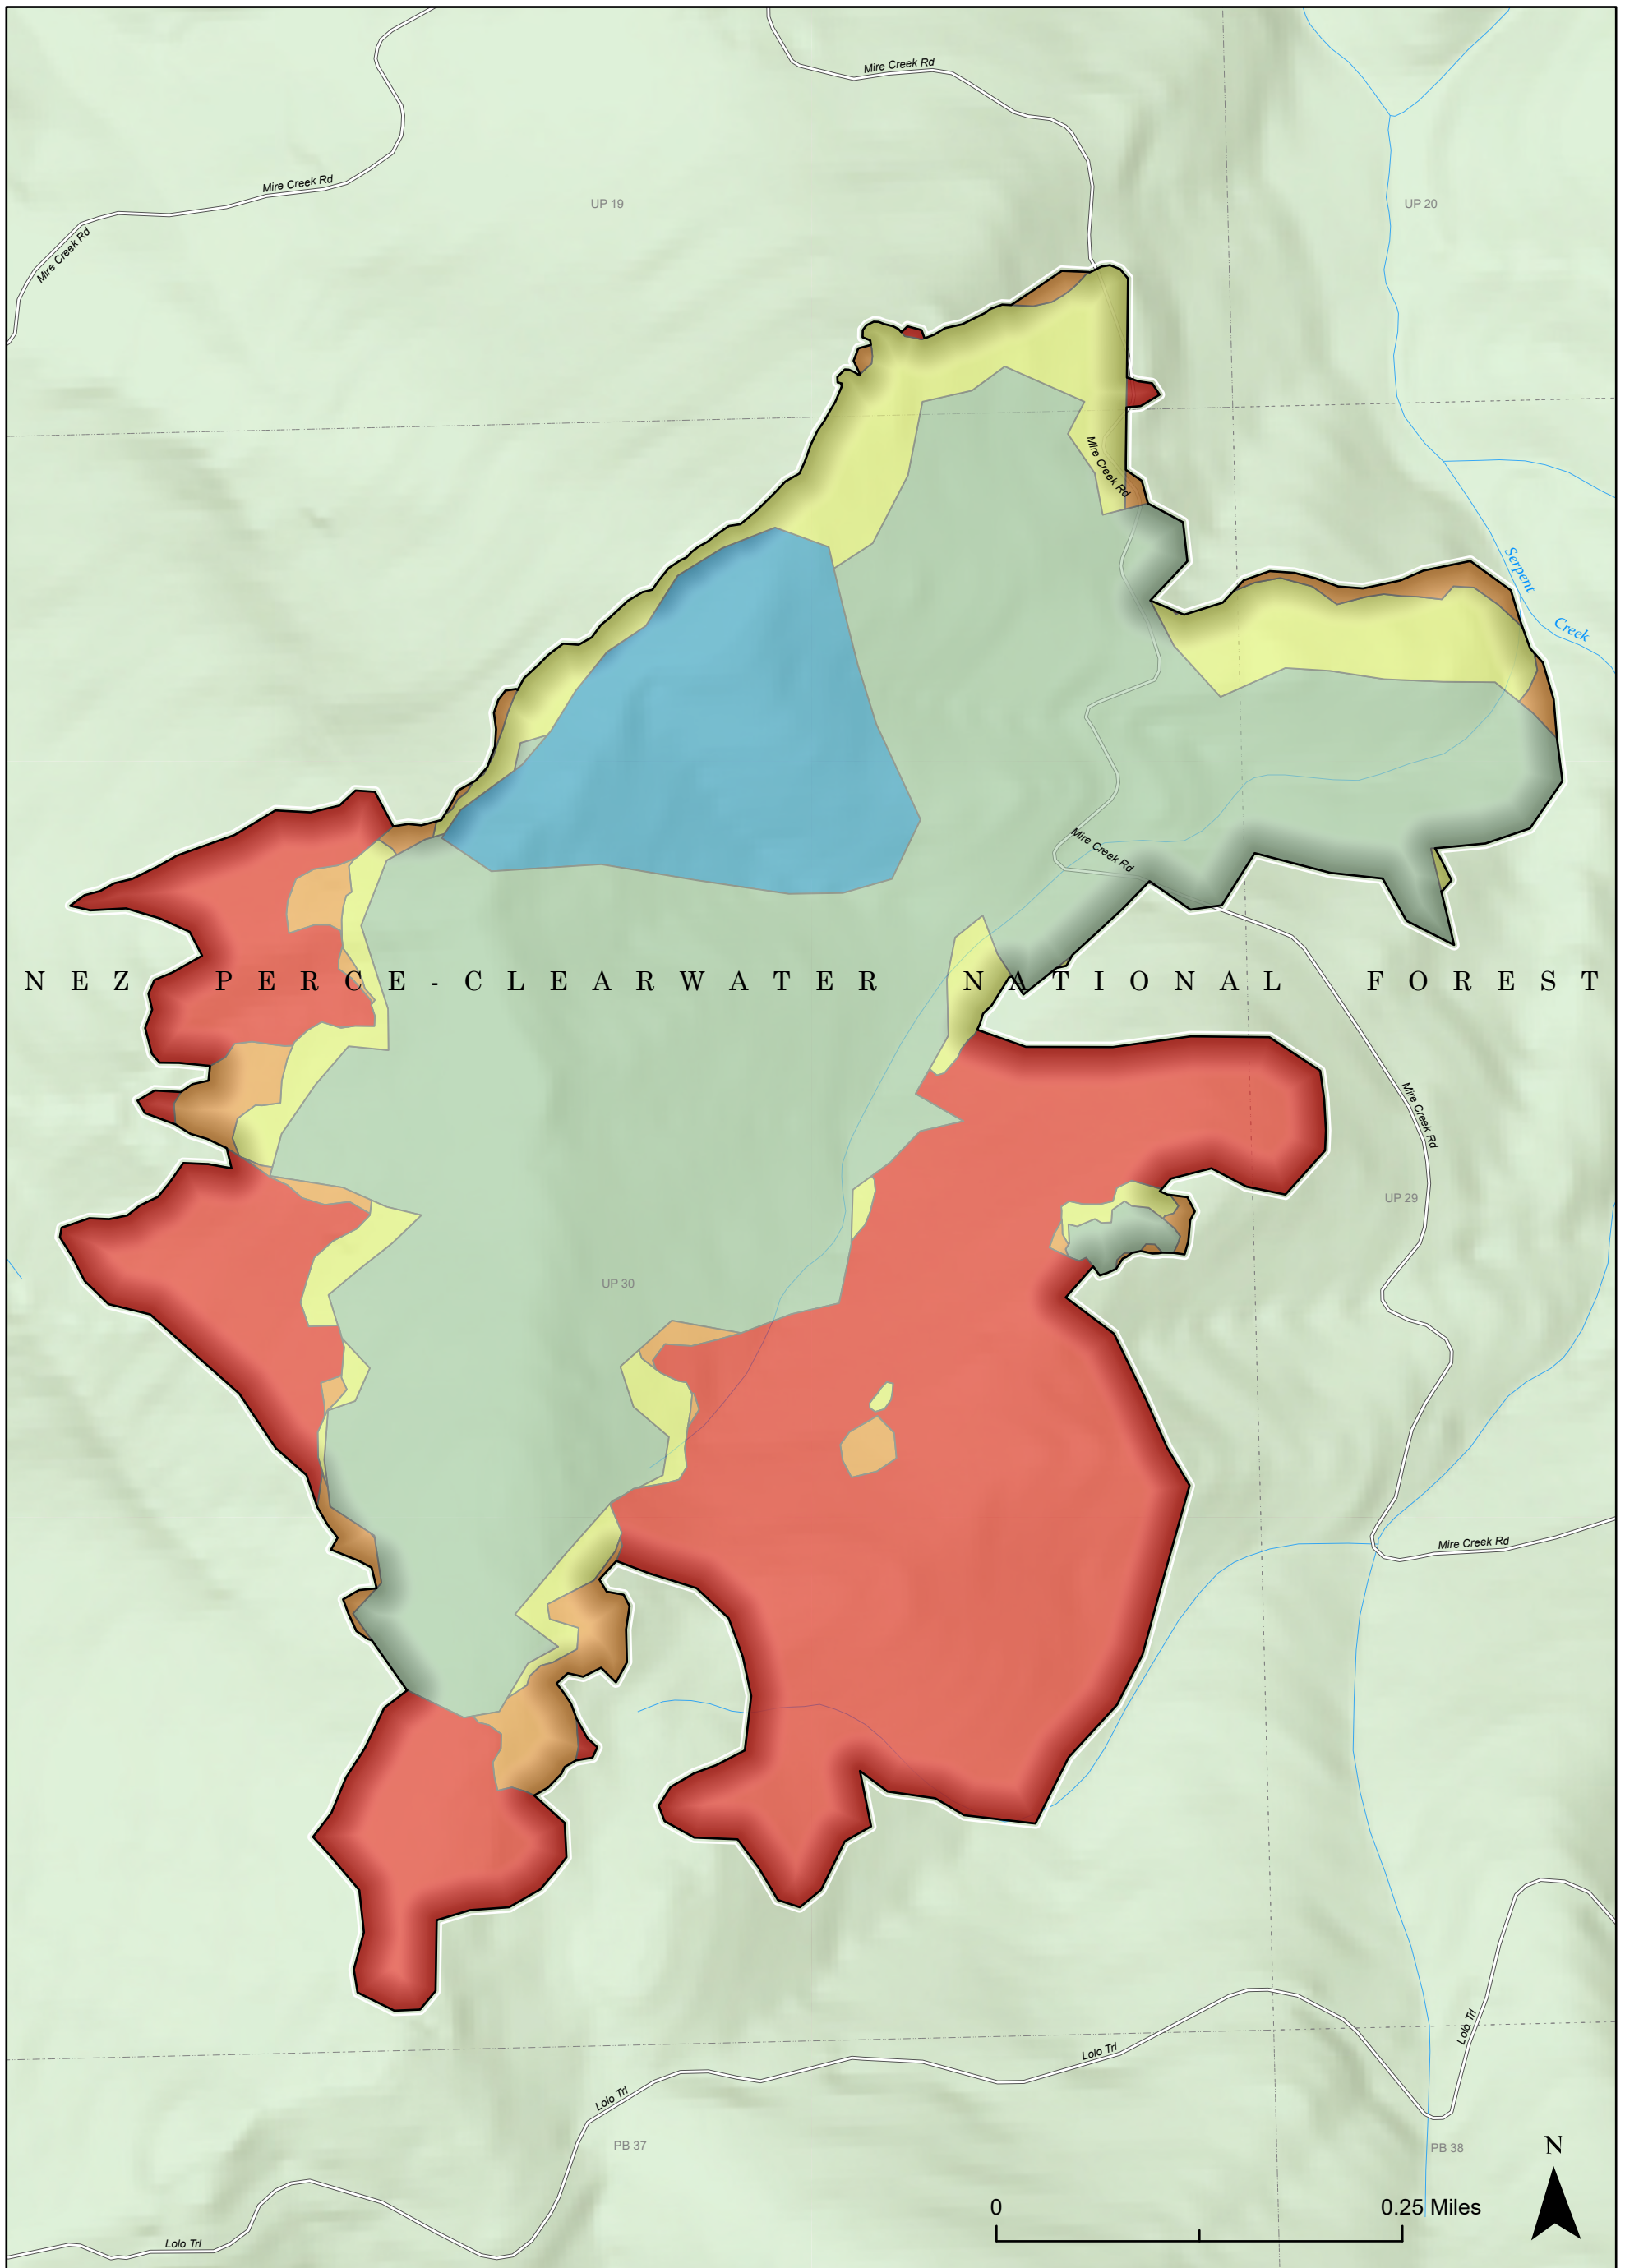 Mire Creek Rd
Mire Creek Rd
UP 19
UP 20
Mire Creek Rd
Mire Creek Rd
Serpent
Creek
Mire Creek Rd
NEZ PERCE-CLEARWATER NATIONAL FOREST
Mire Creek Rd
UP 29
UP 30
Mire Creek Rd
Lolo Trl
Lolo Trl
Lolo Trl
PB 37
PB 38
N
0
0.25 Miles
Lolo Trl